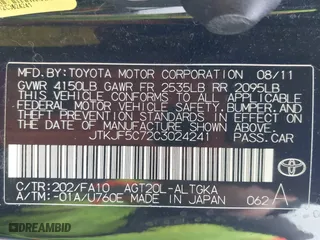 MFD. BY: TOYOTA MOTOR CORPORATION 08/11
GVWR 4150LB GAWR FR 2535LB RR 2095LB
THIS VEHICLE CONFORMS TO ALL APPLICABLE
FEDERAL MOTOR VEHICLE SAFETY, BUMPER, AND
THEFT PREVENTION STANDARDS IN EFFECT ON
THE DATE OF MANUFACTURE SHOWN ABOVE.
JTKJF5C72C3024241 PASS.CAR
C/TR:202/FA10 AGT20L-ALTGKA
A/TM:-01A/U760E MADE IN JAPAN 062 A
DREAMBID